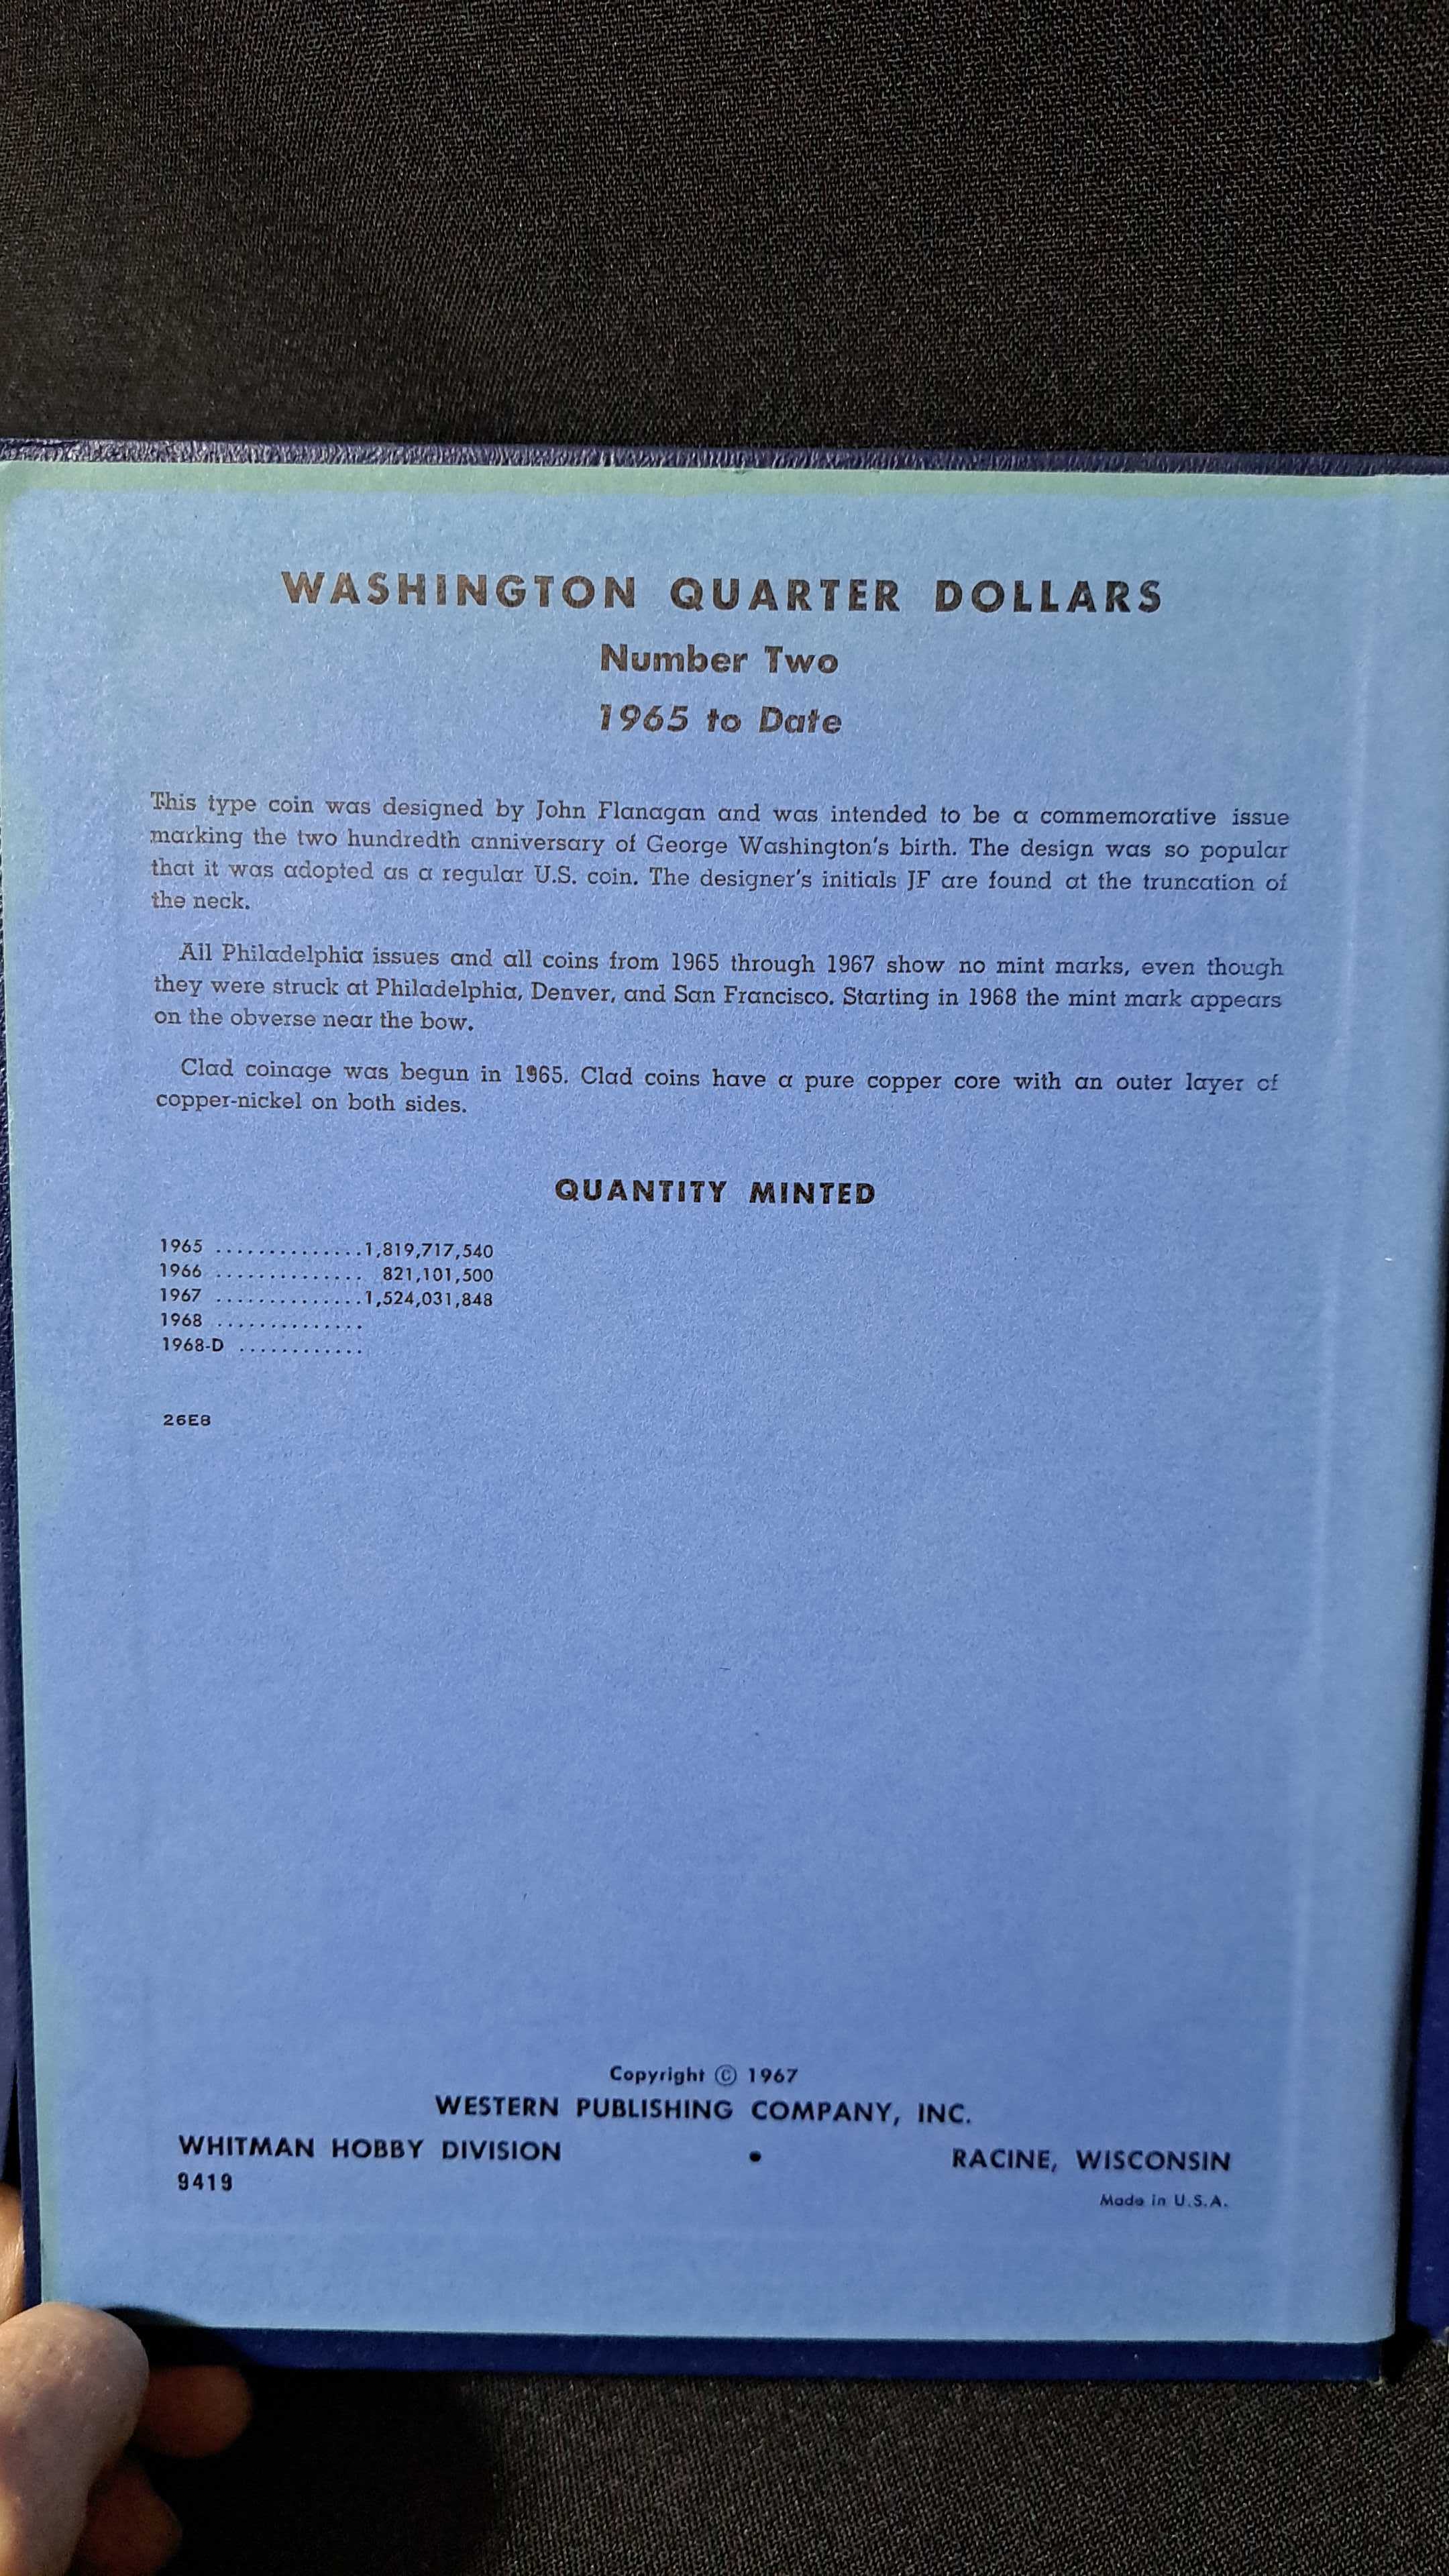 WASHINGTON QUARTER DOLLARS
Number Two
1965 to Date
This type coin was designed by John Flanagan and was intended to be a commemorative issue
marking the two hundredth anniversary of George Washington's birth. The design was so popular
that it was adopted as a regular U.S. coin. The designer's initials JF are found at the truncation of
the neck.
All Philadelphia issues and all coins from 1965 through 1967 show no mint marks, even though
they were struck at Philadelphia, Denver, and San Francisco. Starting in 1968 the mint mark appears
on the obverse near the bow.
Clad coinage was begun in 1965. Clad coins have a pure copper core with an outer layer of
copper-nickel on both sides.
QUANTITY MINTED
1965 ..............1,819,717,540
1966 .............. 821,101,500
1967 ..............1,524,031,848
1968 ..............
1968-D ............
26E8
Copyright © 1967
WESTERN PUBLISHING COMPANY, INC.
WHITMAN HOBBY DIVISION • RACINE, WISCONSIN
9419
Made in U.S.A.